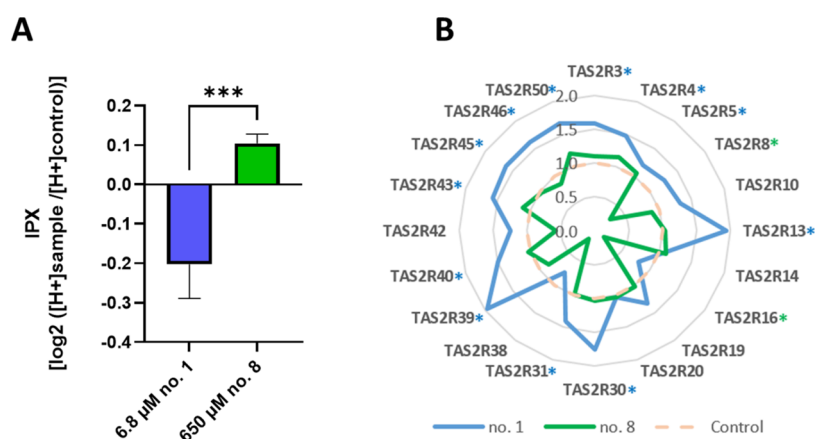 A
IPX
[log2 ([H+]sample /[H+]control)]
0.2
0.1
0.0
-0.1
-0.2
-0.3
-0.4
***
6.8 µM no. 1
650 µM no. 8
B
TAS2R3*
TAS2R4*
TAS2R5*
TAS2R8*
TAS2R10
TAS2R13*
TAS2R14
TAS2R16*
TAS2R19
TAS2R20
TAS2R30*
TAS2R31*
TAS2R38
TAS2R39*
TAS2R40*
TAS2R42
TAS2R43*
TAS2R45*
TAS2R46*
TAS2R50*
2.0
1.5
1.0
0.5
0.0
no. 1
no. 8
Control